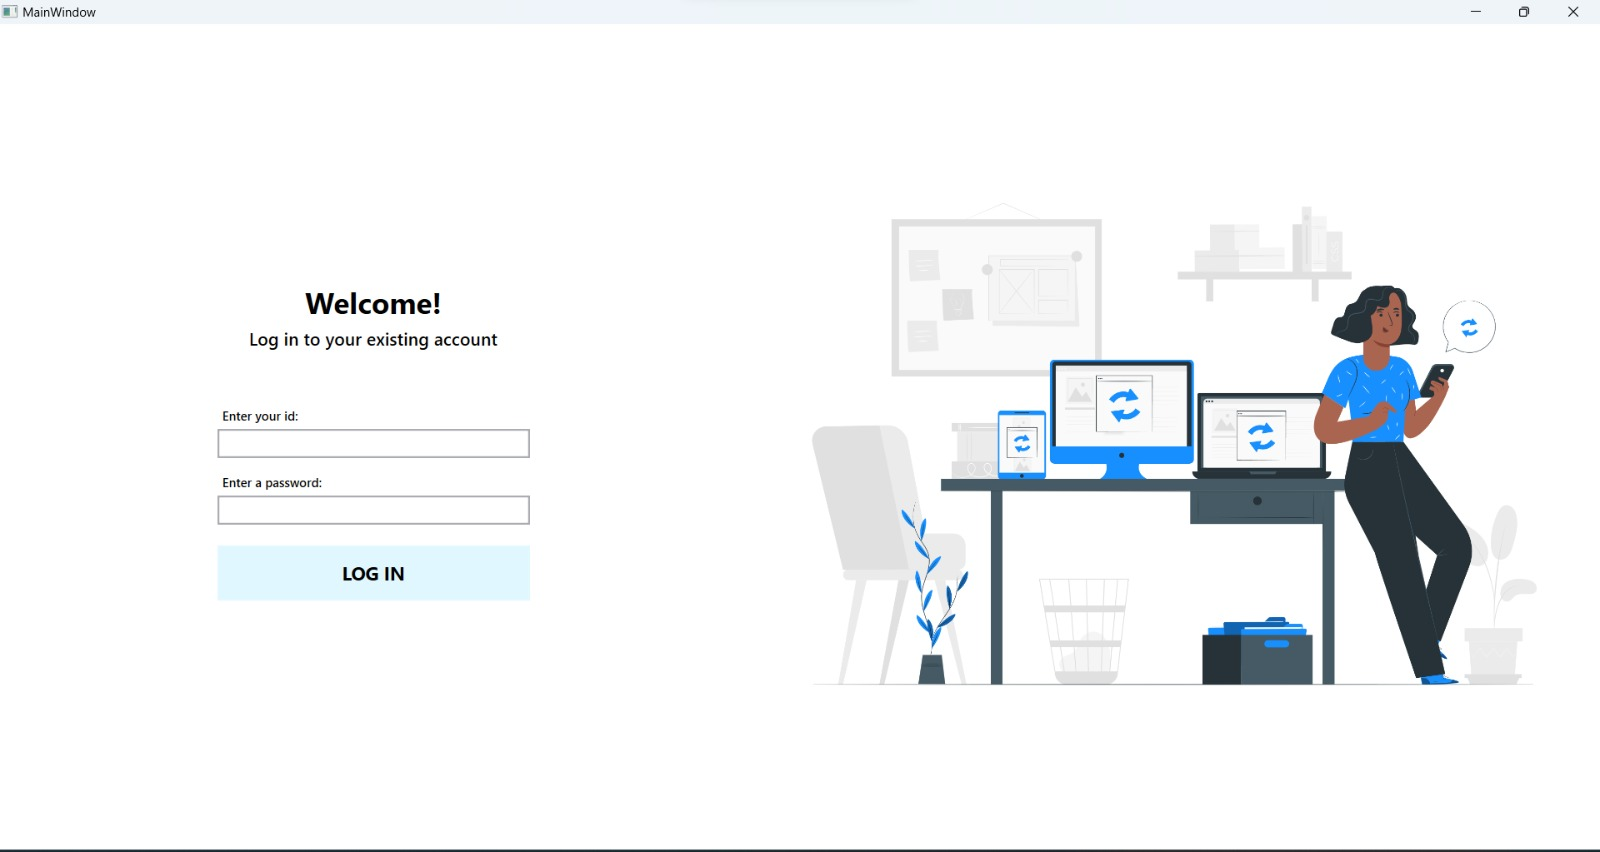 MainWindow
Welcome!
Log in to your existing account
Enter your id:
Enter a password:
LOG IN